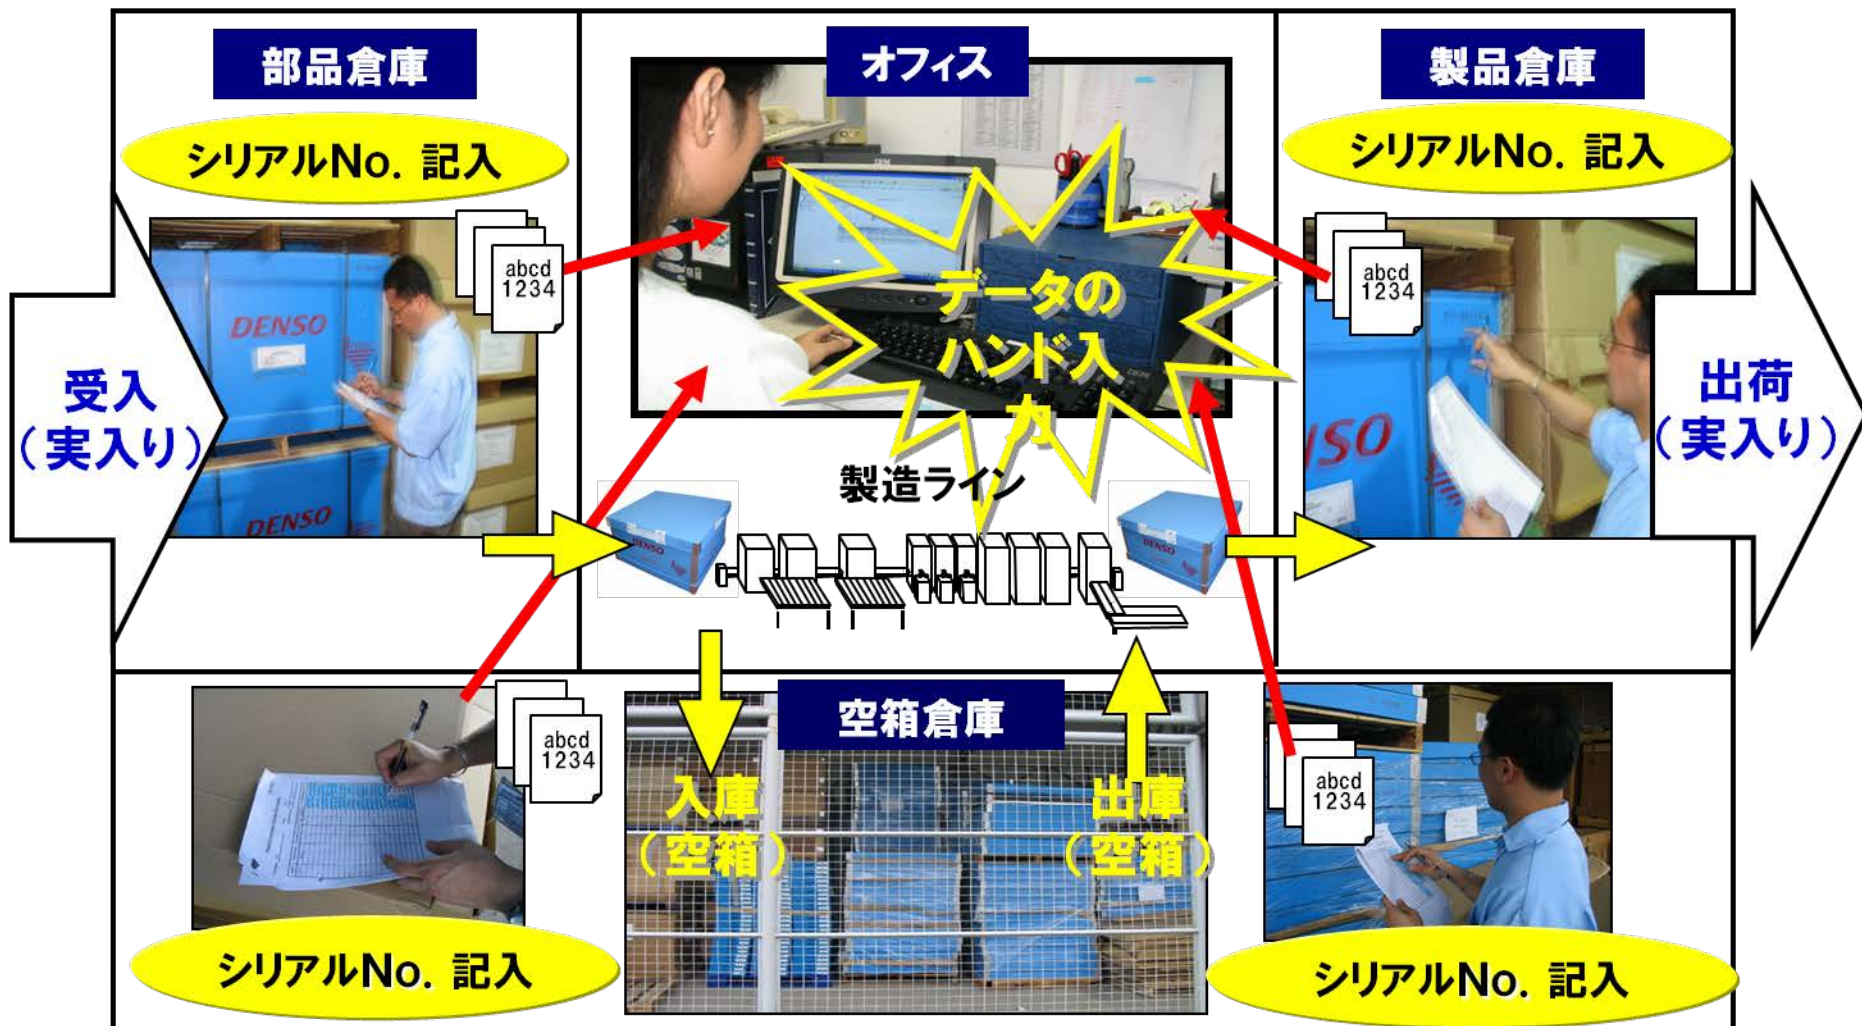 部品倉庫
オフィス
製品倉庫
シリアルNo. 記入
シリアルNo. 記入
abcd
1234
DENSO
DENSO
受入
（実入り）
IBM
データの
ハンド入
力
abcd
1234
SO
出荷
（実入り）
製造ライン
DENSO
DENSO
空箱倉庫
abcd
1234
入庫
（空箱）
出庫
（空箱）
abcd
1234
シリアルNo. 記入
シリアルNo. 記入